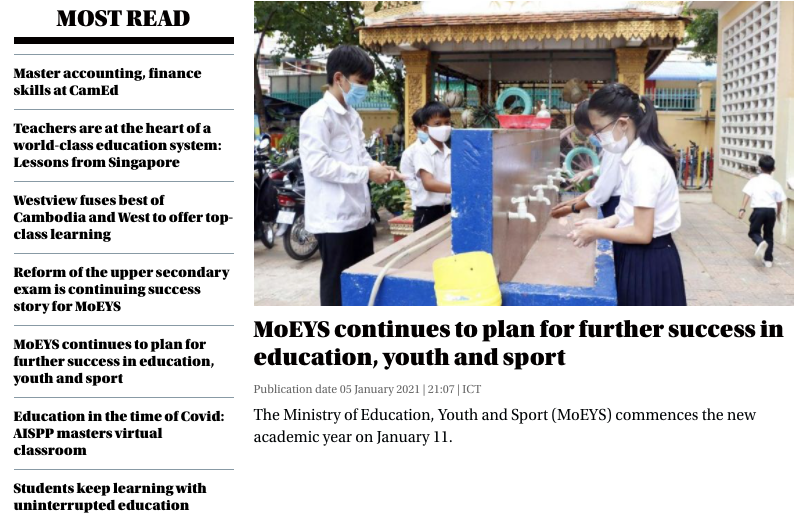 MOST READ
Master accounting, finance
skills at CamEd
Teachers are at the heart of a
world-class education system:
Lessons from Singapore
Westview fuses best of
Cambodia and West to offer top-
class learning
Reform of the upper secondary
exam is continuing success
story for MoEYS
MoEYS continues to plan for
further success in education,
youth and sport
Education in the time of Covid:
AISPP masters virtual
classroom
Students keep learning with
uninterrupted education
MoEYS continues to plan for further success in
education, youth and sport
Publication date 05 January 2021 | 21:07 | ICT
The Ministry of Education, Youth and Sport (MoEYS) commences the new
academic year on January 11.